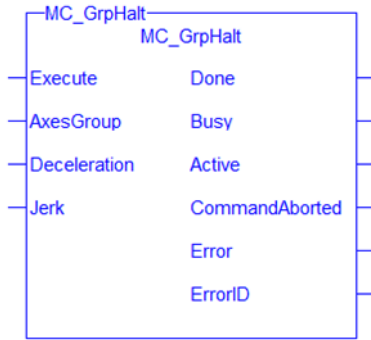 MC_GrpHalt
MC_GrpHalt
Execute Done
AxesGroup Busy
Deceleration Active
Jerk CommandAborted
Error
ErrorID